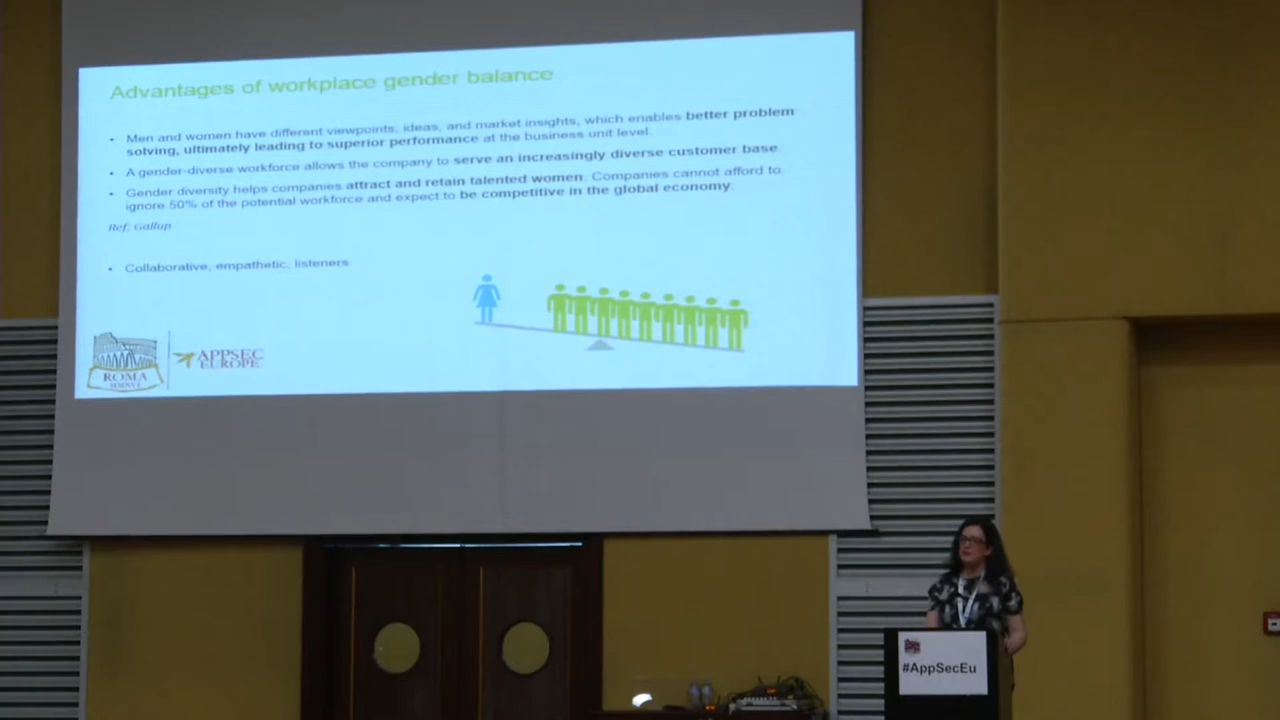 Advantages of workplace gender balance
• Men and women have different viewpoints, ideas, and market insights, which enables better problem
solving, ultimately leading to superior performance at the business unit level.
• A gender-diverse workforce allows the company to serve an increasingly diverse customer base.
• Gender diversity helps companies attract and retain talented women. Companies cannot afford to
ignore 50% of the potential workforce and expect to be competitive in the global economy.
Ref: Gallup
• Collaborative, empathetic, listeners
ROMA
APPSEC
EUROPE
#AppSecEu